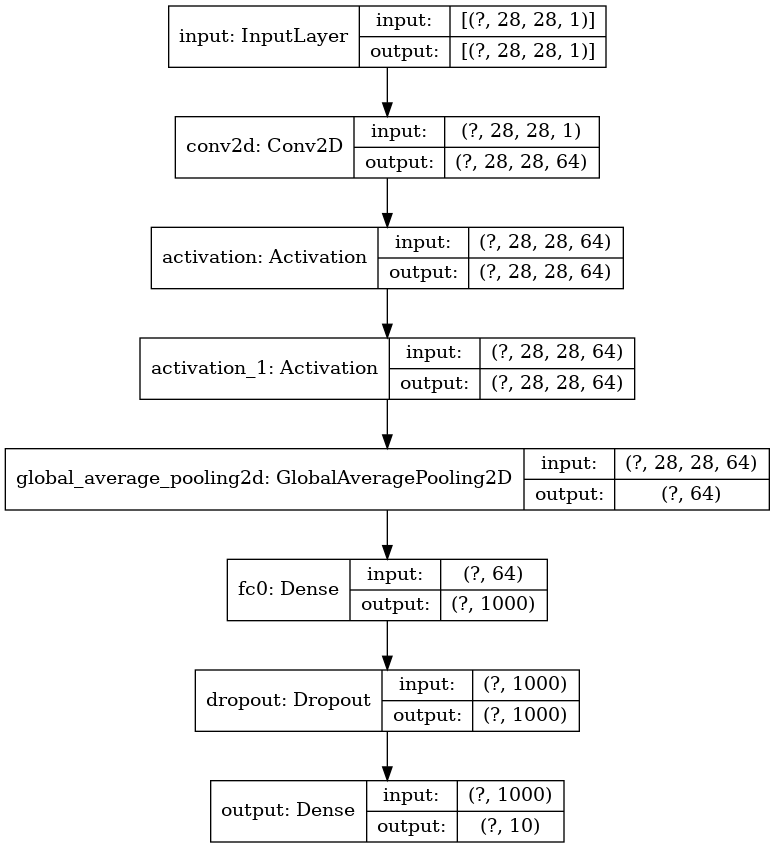 input: InputLayer
input:
[(?, 28, 28, 1)]
output:
[(?, 28, 28, 1)]
conv2d: Conv2D
input:
(?, 28, 28, 1)
output:
(?, 28, 28, 64)
activation: Activation
input:
(?, 28, 28, 64)
output:
(?, 28, 28, 64)
activation_1: Activation
input:
(?, 28, 28, 64)
output:
(?, 28, 28, 64)
global_average_pooling2d: GlobalAveragePooling2D
input:
(?, 28, 28, 64)
output:
(?, 64)
fc0: Dense
input:
(?, 64)
output:
(?, 1000)
dropout: Dropout
input:
(?, 1000)
output:
(?, 1000)
output: Dense
input:
(?, 1000)
output:
(?, 10)